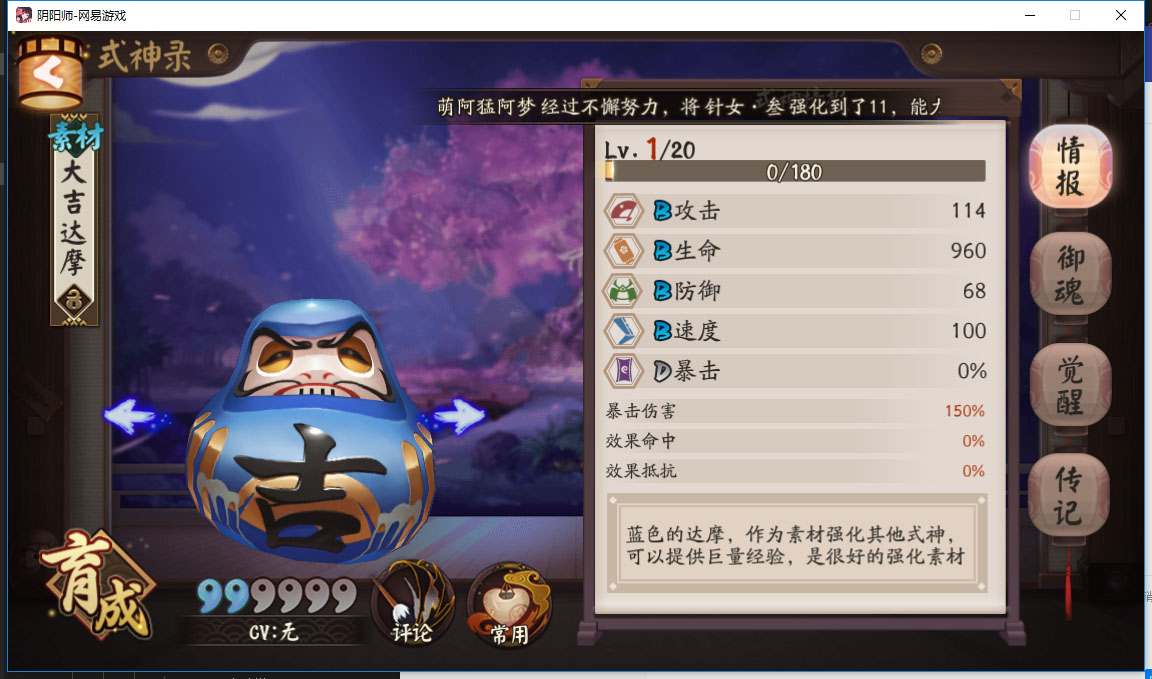 阴阳师-网易游戏
式神录
萌阿猛阿梦 经过不懈努力，将 针女·叁 强化到了11，能力
素材
大吉达摩
Lv. 1/20
0/180
攻击 114
生命 960
防御 68
速度 100
暴击 0%
暴击伤害 150%
效果命中 0%
效果抵抗 0%
蓝色的达摩，作为素材强化其他式神，
可以提供巨量经验，是很好的强化素材
情报
御魂
觉醒
传记
吉
育成
999999
CV:无
评论
常用